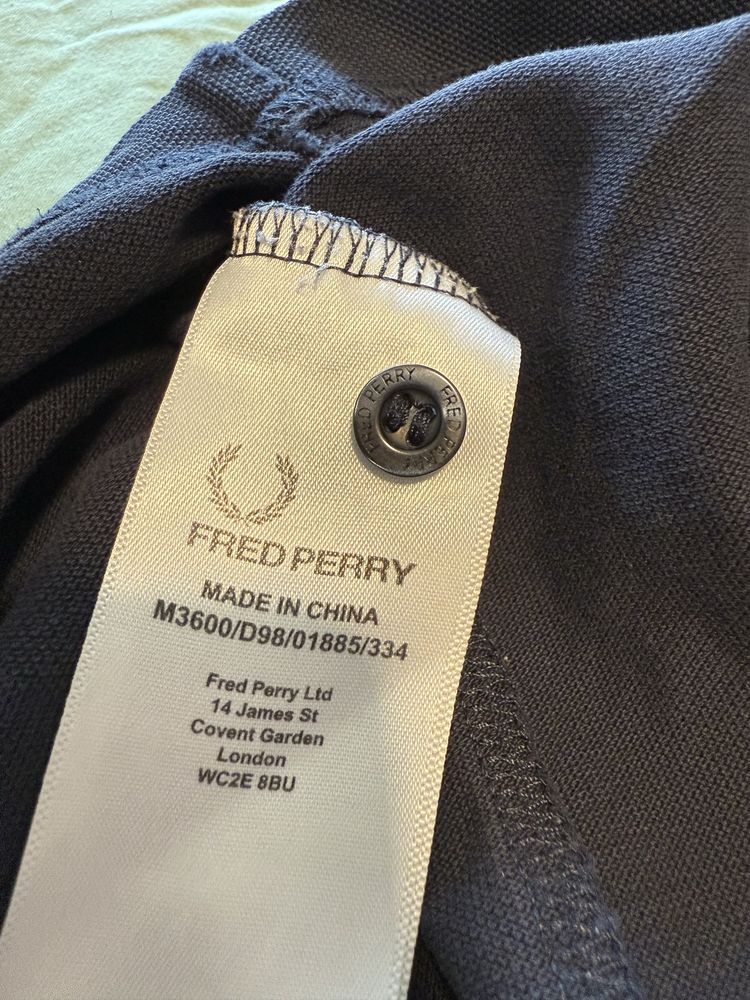 FRED PERRY FRED PERRY
FRED PERRY
MADE IN CHINA
M3600/D98/01885/334
Fred Perry Ltd
14 James St
Covent Garden
London
WC2E 8BU